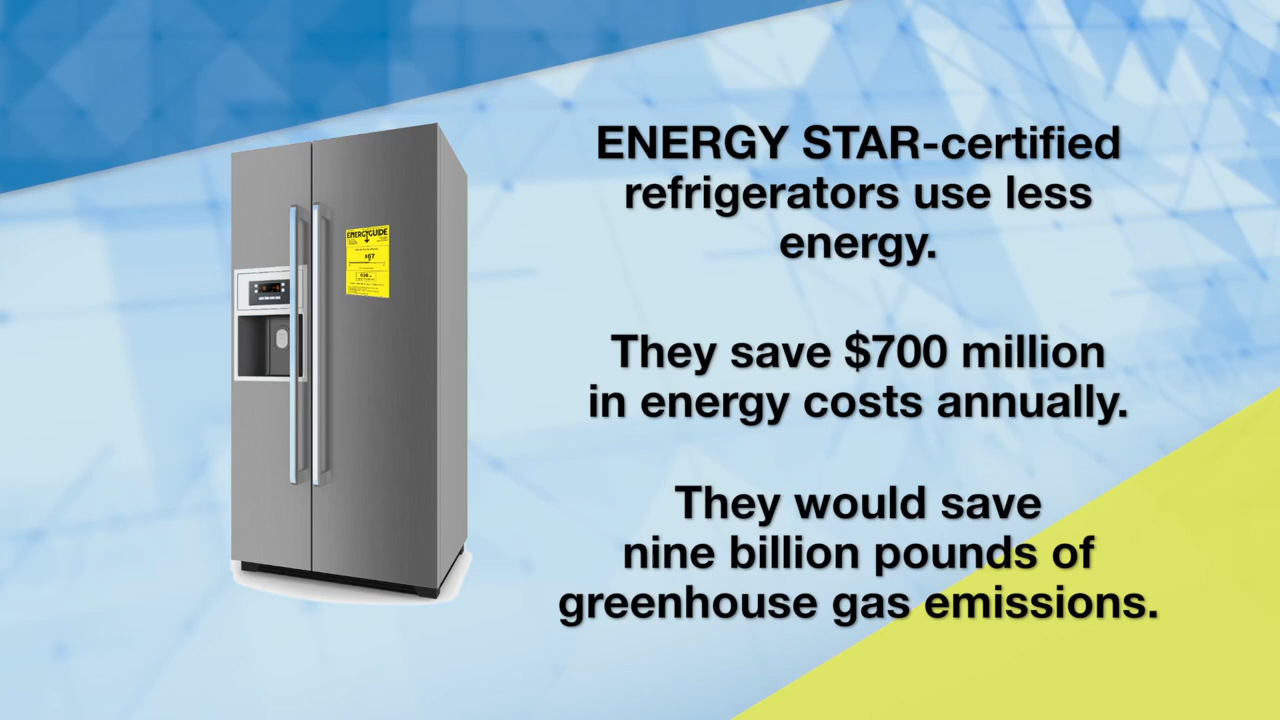 ENERGY STAR-certified
refrigerators use less
energy.
They save $700 million
in energy costs annually.
They would save
nine billion pounds of
greenhouse gas emissions.
ENERGYGUIDE
$67